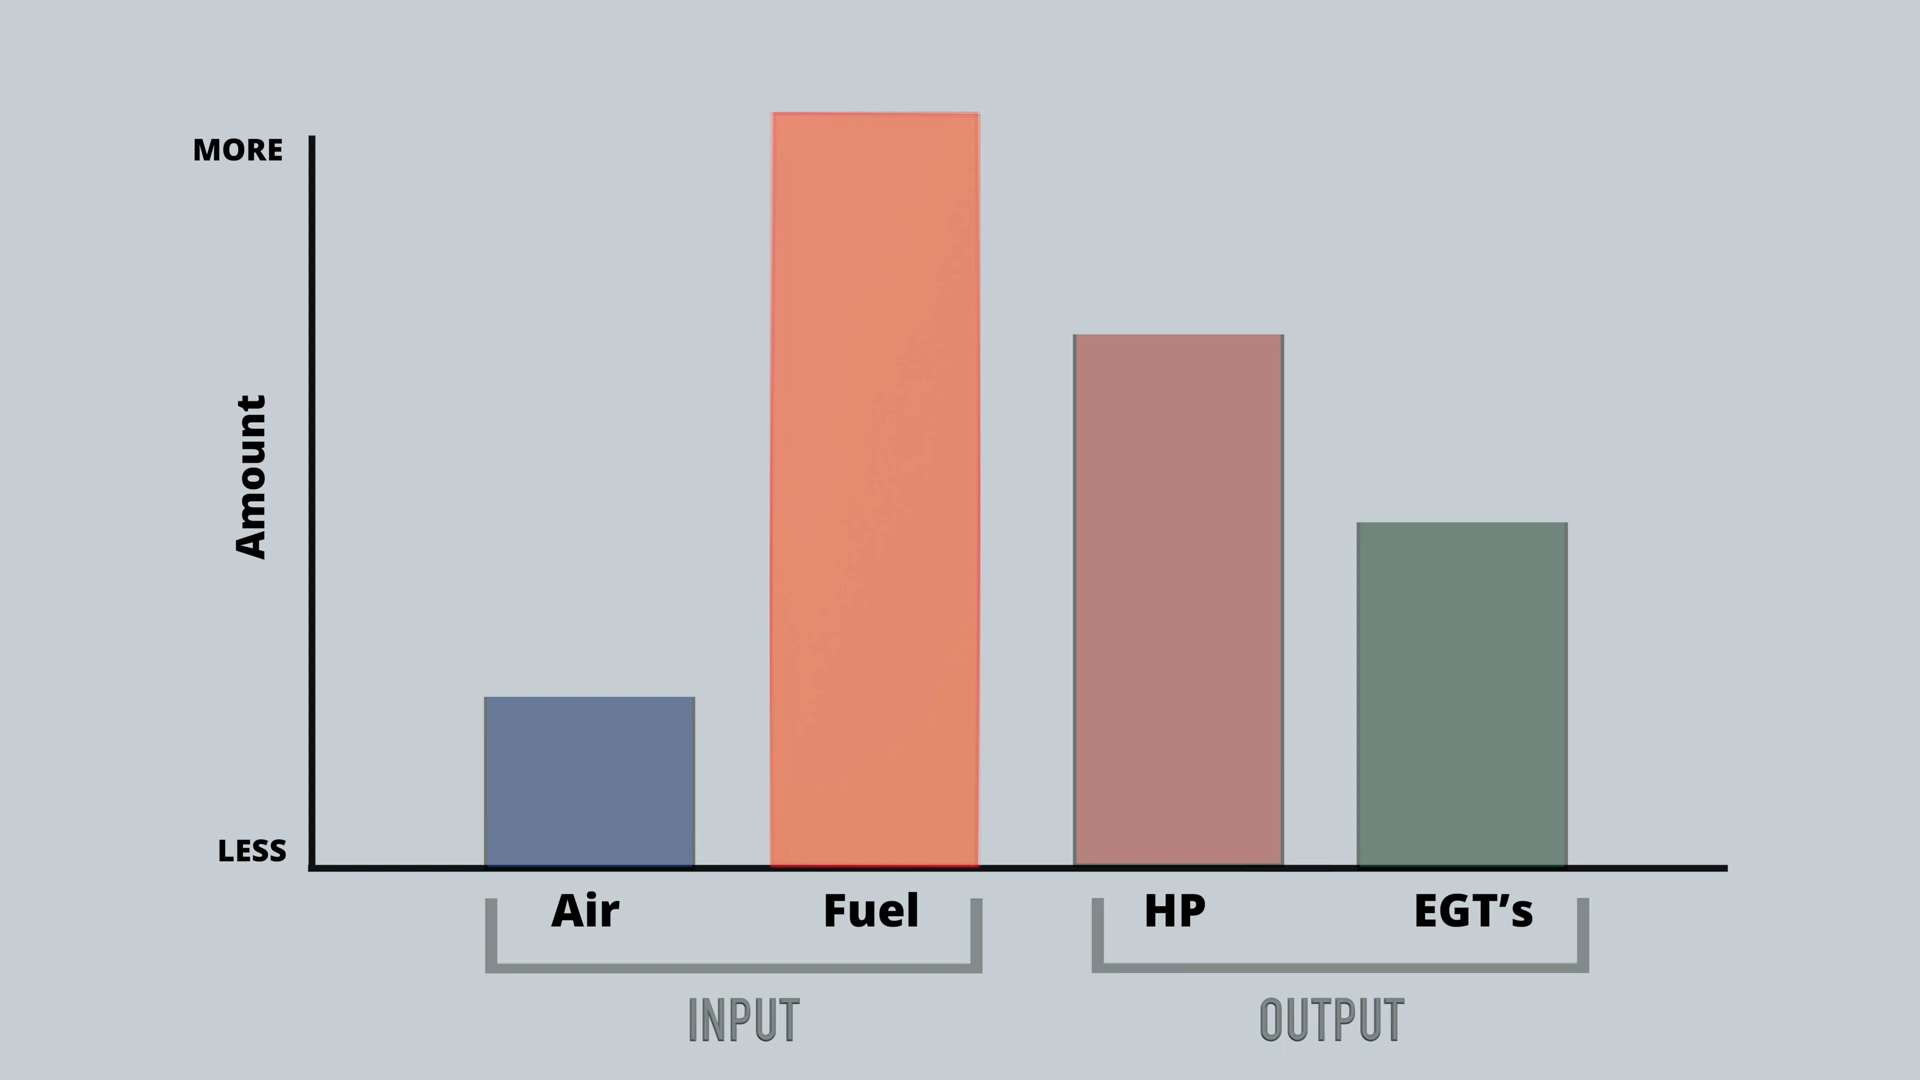 MORE
Amount
LESS
Air
Fuel
HP
EGT’s
INPUT
OUTPUT